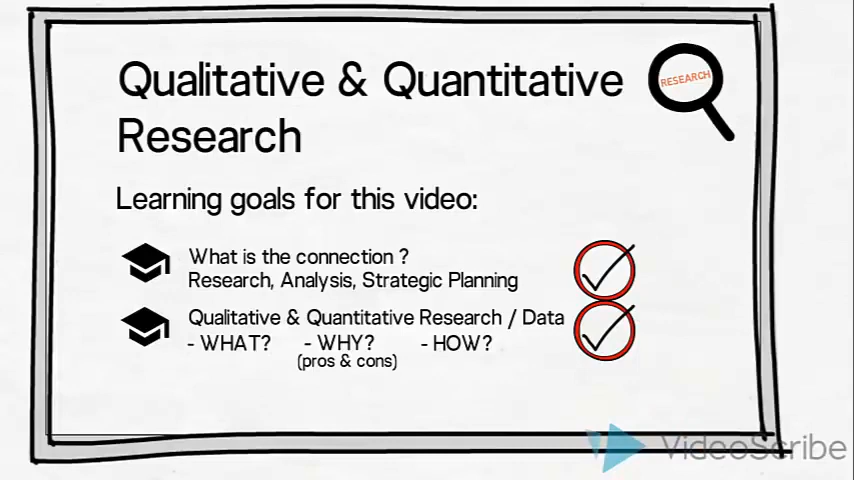 Qualitative & Quantitative
RESEARCH
Research
Learning goals for this video:
What is the connection ?
Research, Analysis, Strategic Planning
Qualitative & Quantitative Research / Data
- WHAT? - WHY? - HOW?
(pros & cons)
VideoScribe